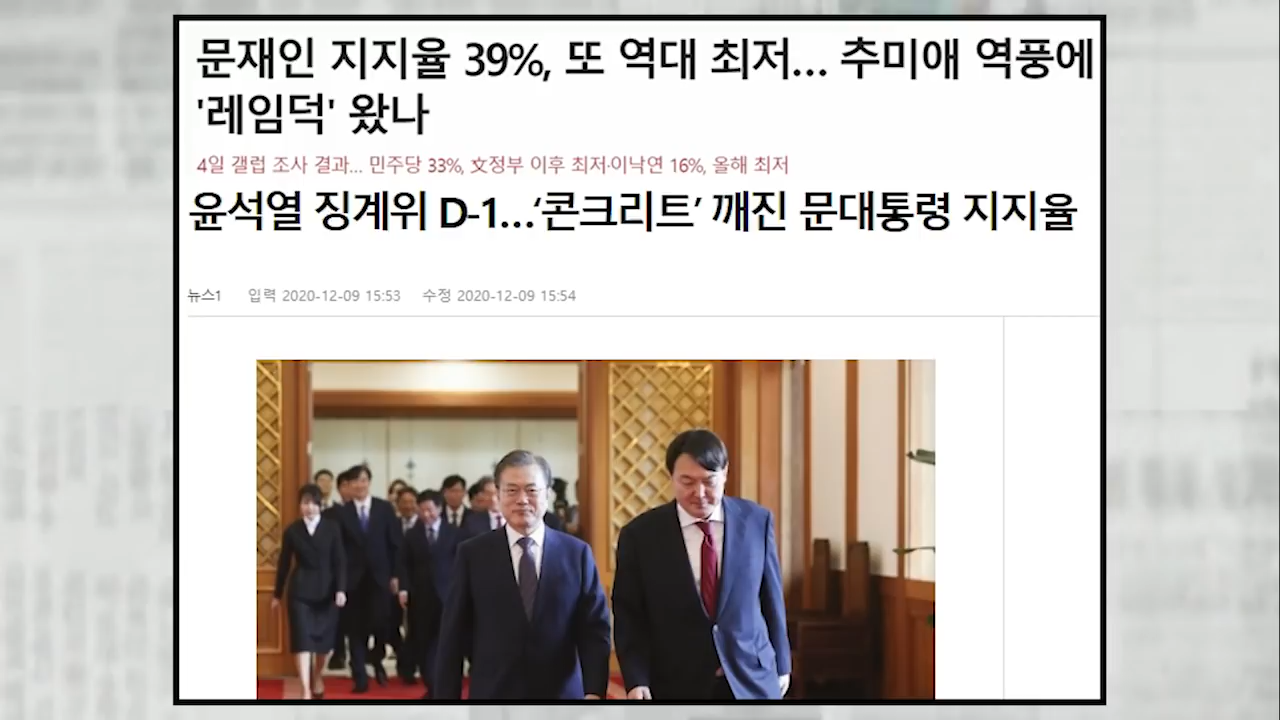 문재인 지지율 39%, 또 역대 최저... 추미애 역풍에
'레임덕' 왔나
4일 갤럽 조사 결과... 민주당 33%, 文정부 이후 최저·이낙연 16%, 올해 최저
윤석열 징계위 D-1...‘콘크리트’ 깨진 문대통령 지지율
뉴스1 입력 2020-12-09 15:53 수정 2020-12-09 15:54